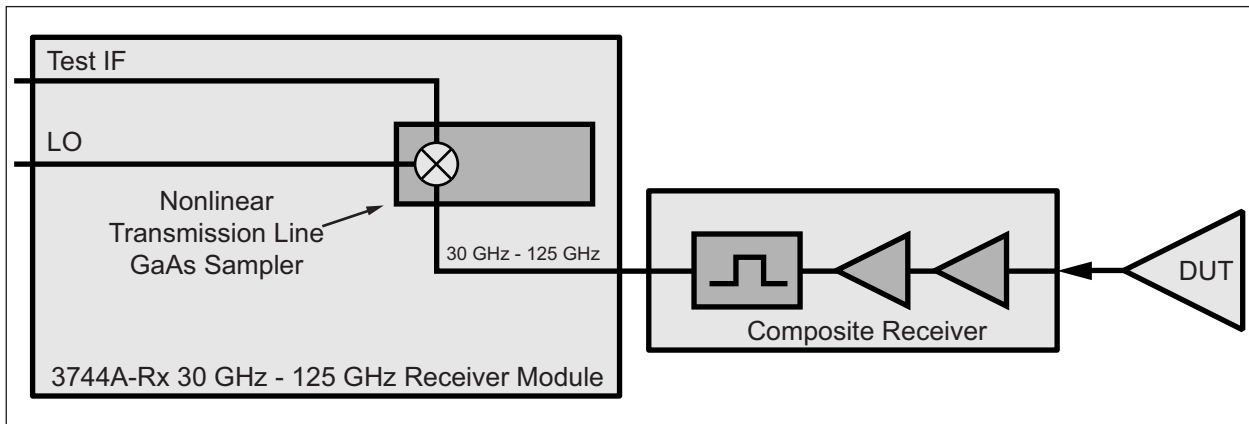 Test IF
LO
Nonlinear
Transmission Line
GaAs Sampler
30 GHz - 125 GHz
DUT
Composite Receiver
3744A-Rx 30 GHz - 125 GHz Receiver Module